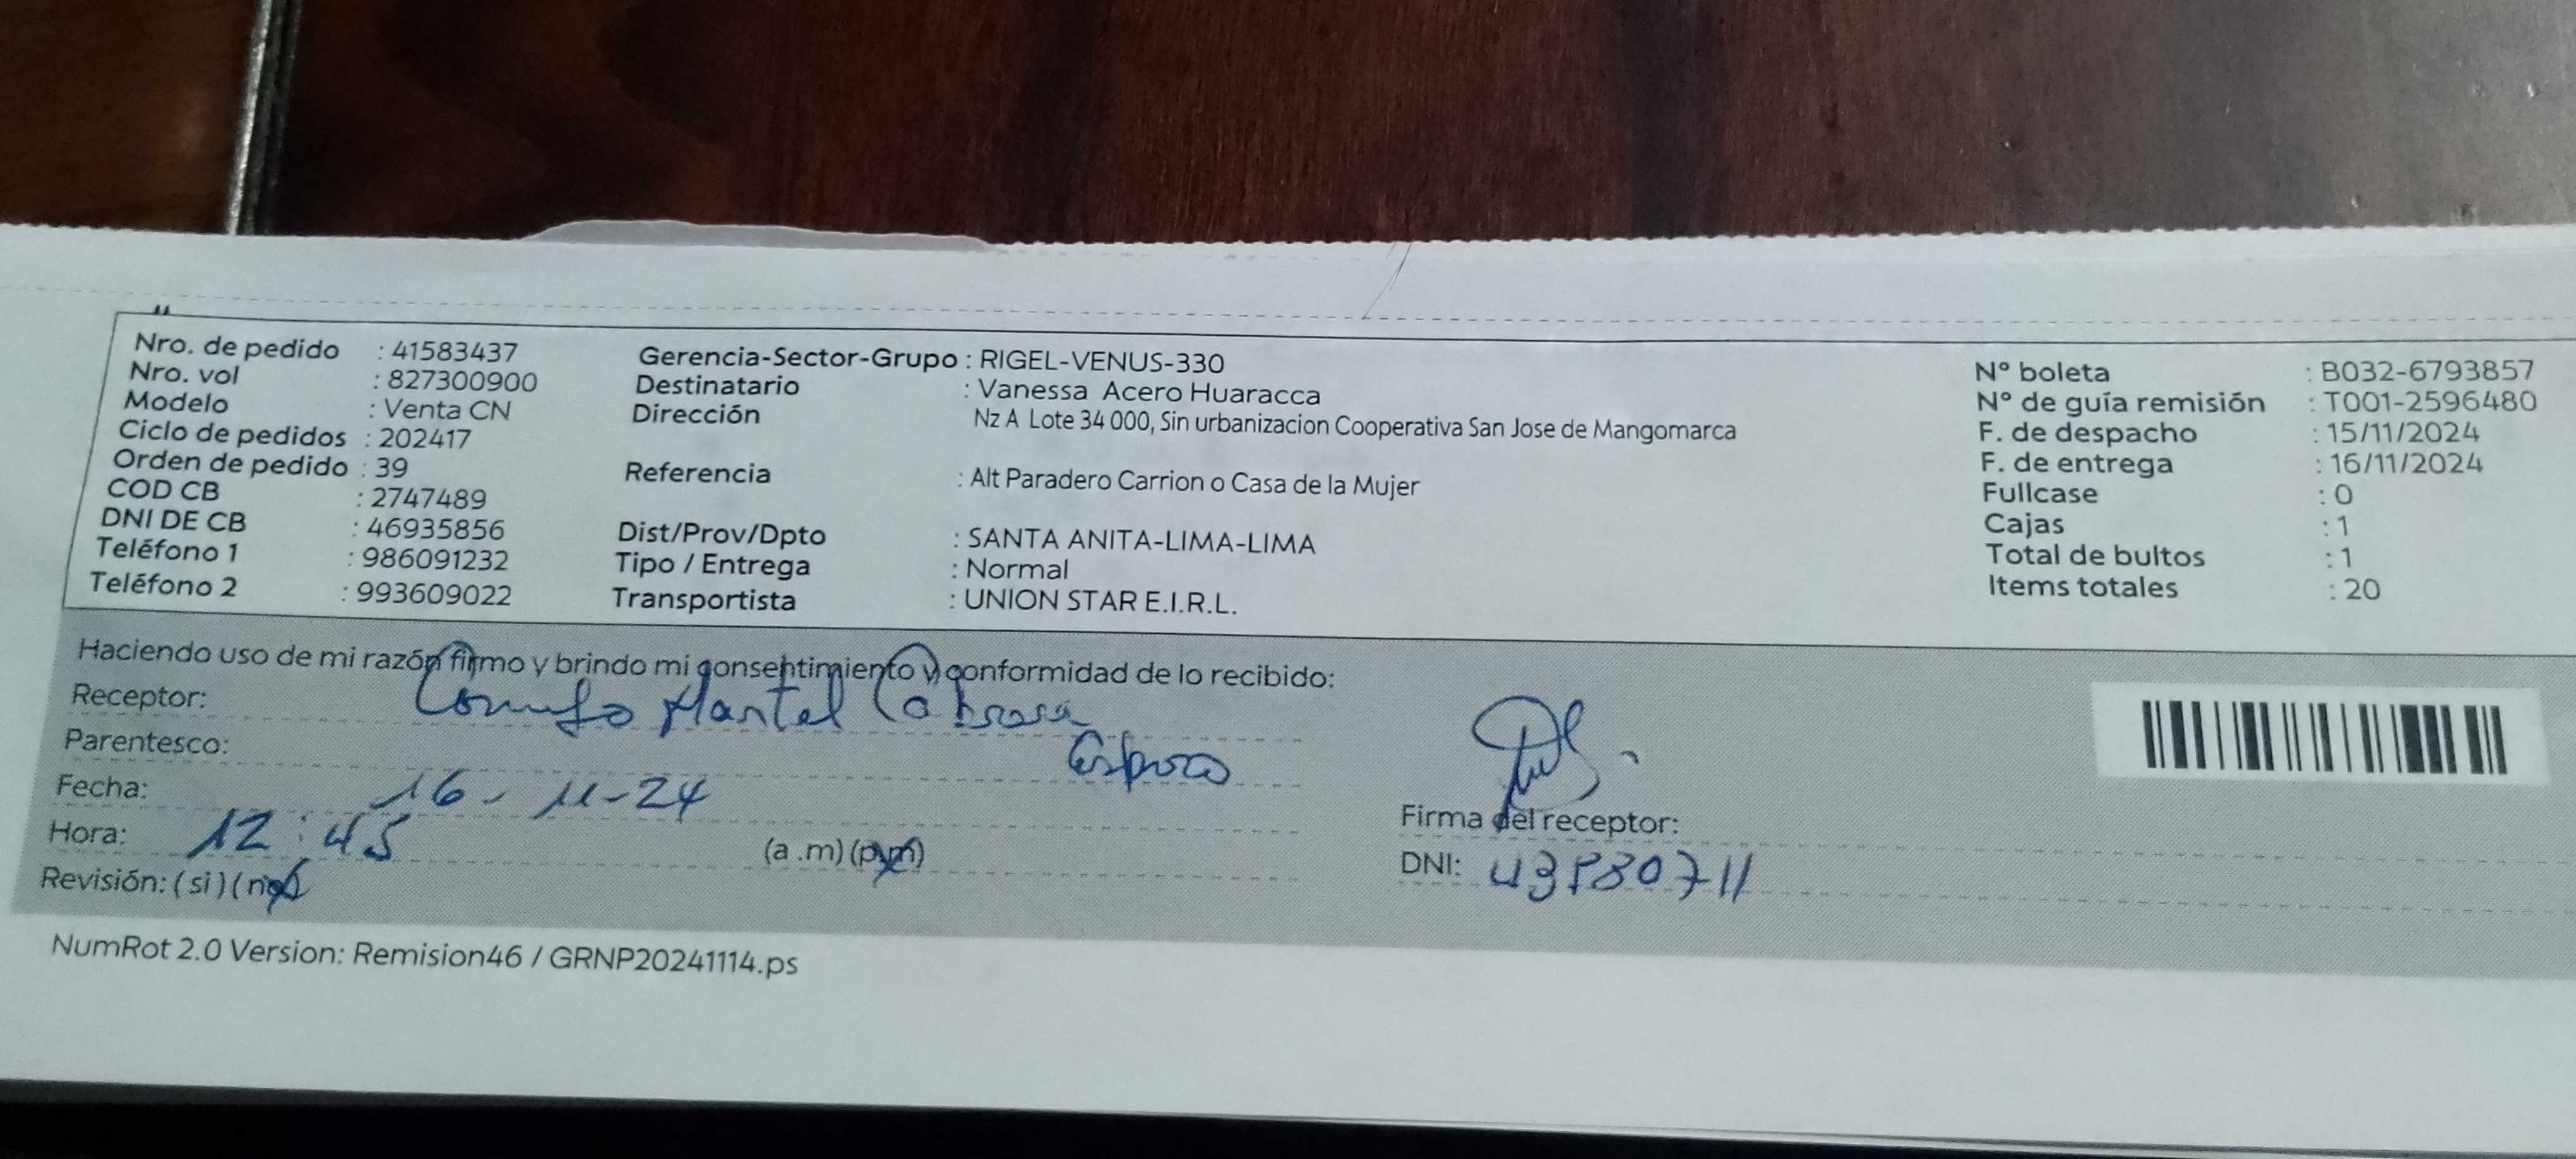 Nro. de pedido : 41583437
Nro. vol : 827300900
Modelo : Venta CN
Ciclo de pedidos : 202417
Orden de pedido : 39
COD CB : 2747489
DNI DE CB : 46935856
Teléfono 1 : 986091232
Teléfono 2 : 993609022
Gerencia-Sector-Grupo : RIGEL-VENUS-330
Destinatario : Vanessa Acero Huaracca
Dirección Nz A Lote 34 000, Sin urbanizacion Cooperativa San Jose de Mangomarca
Referencia : Alt Paradero Carrion o Casa de la Mujer
Dist/Prov/Dpto : SANTA ANITA-LIMA-LIMA
Tipo / Entrega : Normal
Transportista : UNION STAR E.I.R.L.
N° boleta : B032-6793857
N° de guía remisión : T001-2596480
F. de despacho : 15/11/2024
F. de entrega : 16/11/2024
Fullcase : 0
Cajas : 1
Total de bultos : 1
Items totales : 20
Haciendo uso de mi razón firmo y brindo mi consentimiento y conformidad de lo recibido:
Receptor:
Parentesco: Esposo
Fecha: 16-11-24
Hora: 12:45 (a .m) (p.m)
Revisión: ( si ) ( no)
Firma del receptor:
DNI:
NumRot 2.0 Version: Remision46 / GRNP20241114.ps